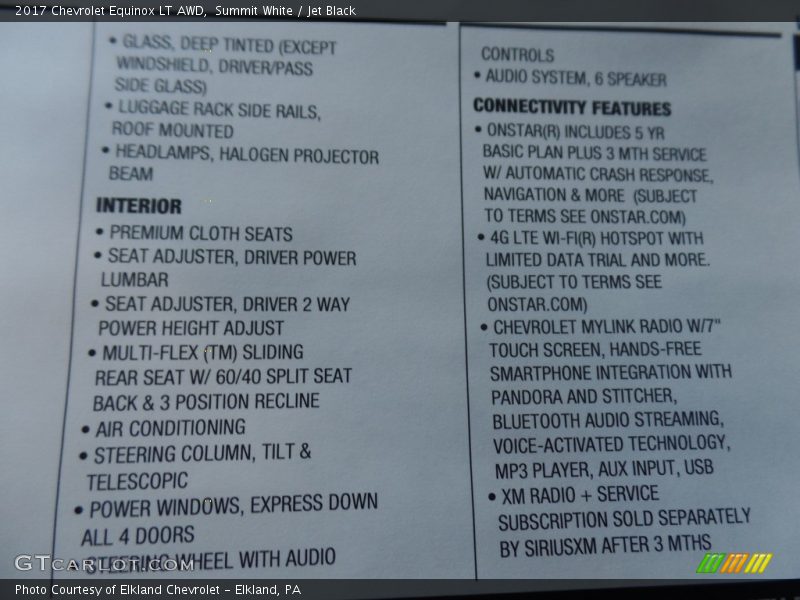 2017 Chevrolet Equinox LT AWD, Summit White / Jet Black
• GLASS, DEEP TINTED (EXCEPT
WINDSHIELD, DRIVER/PASS
SIDE GLASS)
• LUGGAGE RACK SIDE RAILS,
ROOF MOUNTED
• HEADLAMPS, HALOGEN PROJECTOR
BEAM
INTERIOR
• PREMIUM CLOTH SEATS
• SEAT ADJUSTER, DRIVER POWER
LUMBAR
• SEAT ADJUSTER, DRIVER 2 WAY
POWER HEIGHT ADJUST
• MULTI-FLEX (TM) SLIDING
REAR SEAT W/ 60/40 SPLIT SEAT
BACK & 3 POSITION RECLINE
• AIR CONDITIONING
• STEERING COLUMN, TILT &
TELESCOPIC
• POWER WINDOWS, EXPRESS DOWN
ALL 4 DOORS
• STEERING WHEEL WITH AUDIO
CONTROLS
• AUDIO SYSTEM, 6 SPEAKER
CONNECTIVITY FEATURES
• ONSTAR(R) INCLUDES 5 YR
BASIC PLAN PLUS 3 MTH SERVICE
W/ AUTOMATIC CRASH RESPONSE,
NAVIGATION & MORE (SUBJECT
TO TERMS SEE ONSTAR.COM)
• 4G LTE WI-FI(R) HOTSPOT WITH
LIMITED DATA TRIAL AND MORE.
(SUBJECT TO TERMS SEE
ONSTAR.COM)
• CHEVROLET MYLINK RADIO W/7"
TOUCH SCREEN, HANDS-FREE
SMARTPHONE INTEGRATION WITH
PANDORA AND STITCHER,
BLUETOOTH AUDIO STREAMING,
VOICE-ACTIVATED TECHNOLOGY,
MP3 PLAYER, AUX INPUT, USB
• XM RADIO + SERVICE
SUBSCRIPTION SOLD SEPARATELY
BY SIRIUSXM AFTER 3 MTHS
GTCARLOT.COM
Photo Courtesy of Elkland Chevrolet - Elkland, PA